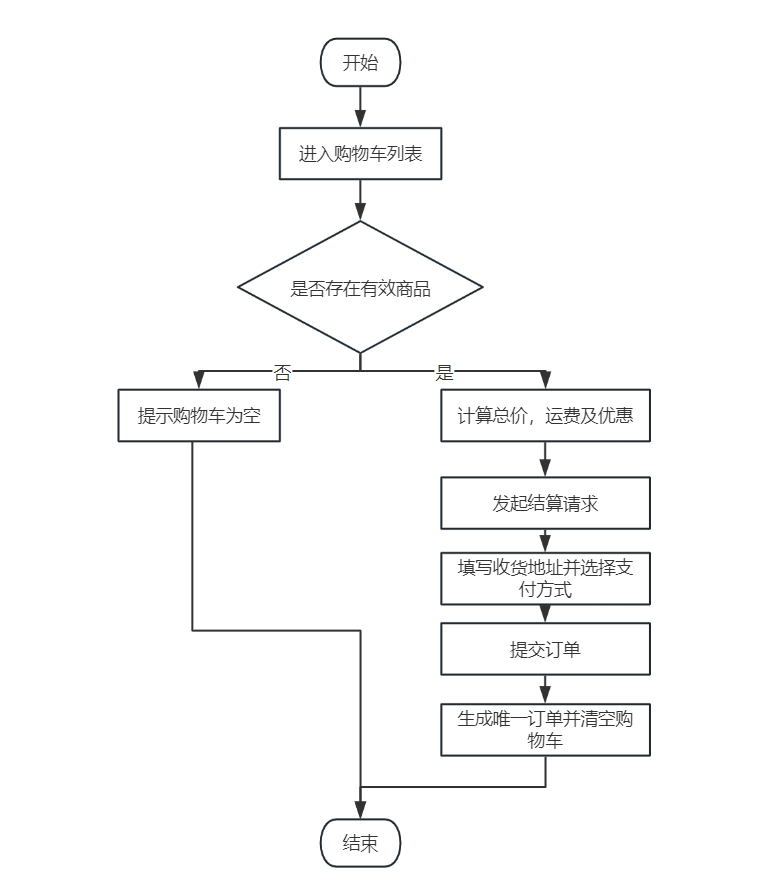 开始
进入购物车列表
是否存在有效商品
否
是
提示购物车为空
计算总价，运费及优惠
发起结算请求
填写收货地址并选择支
付方式
提交订单
生成唯一订单并清空购
物车
结束